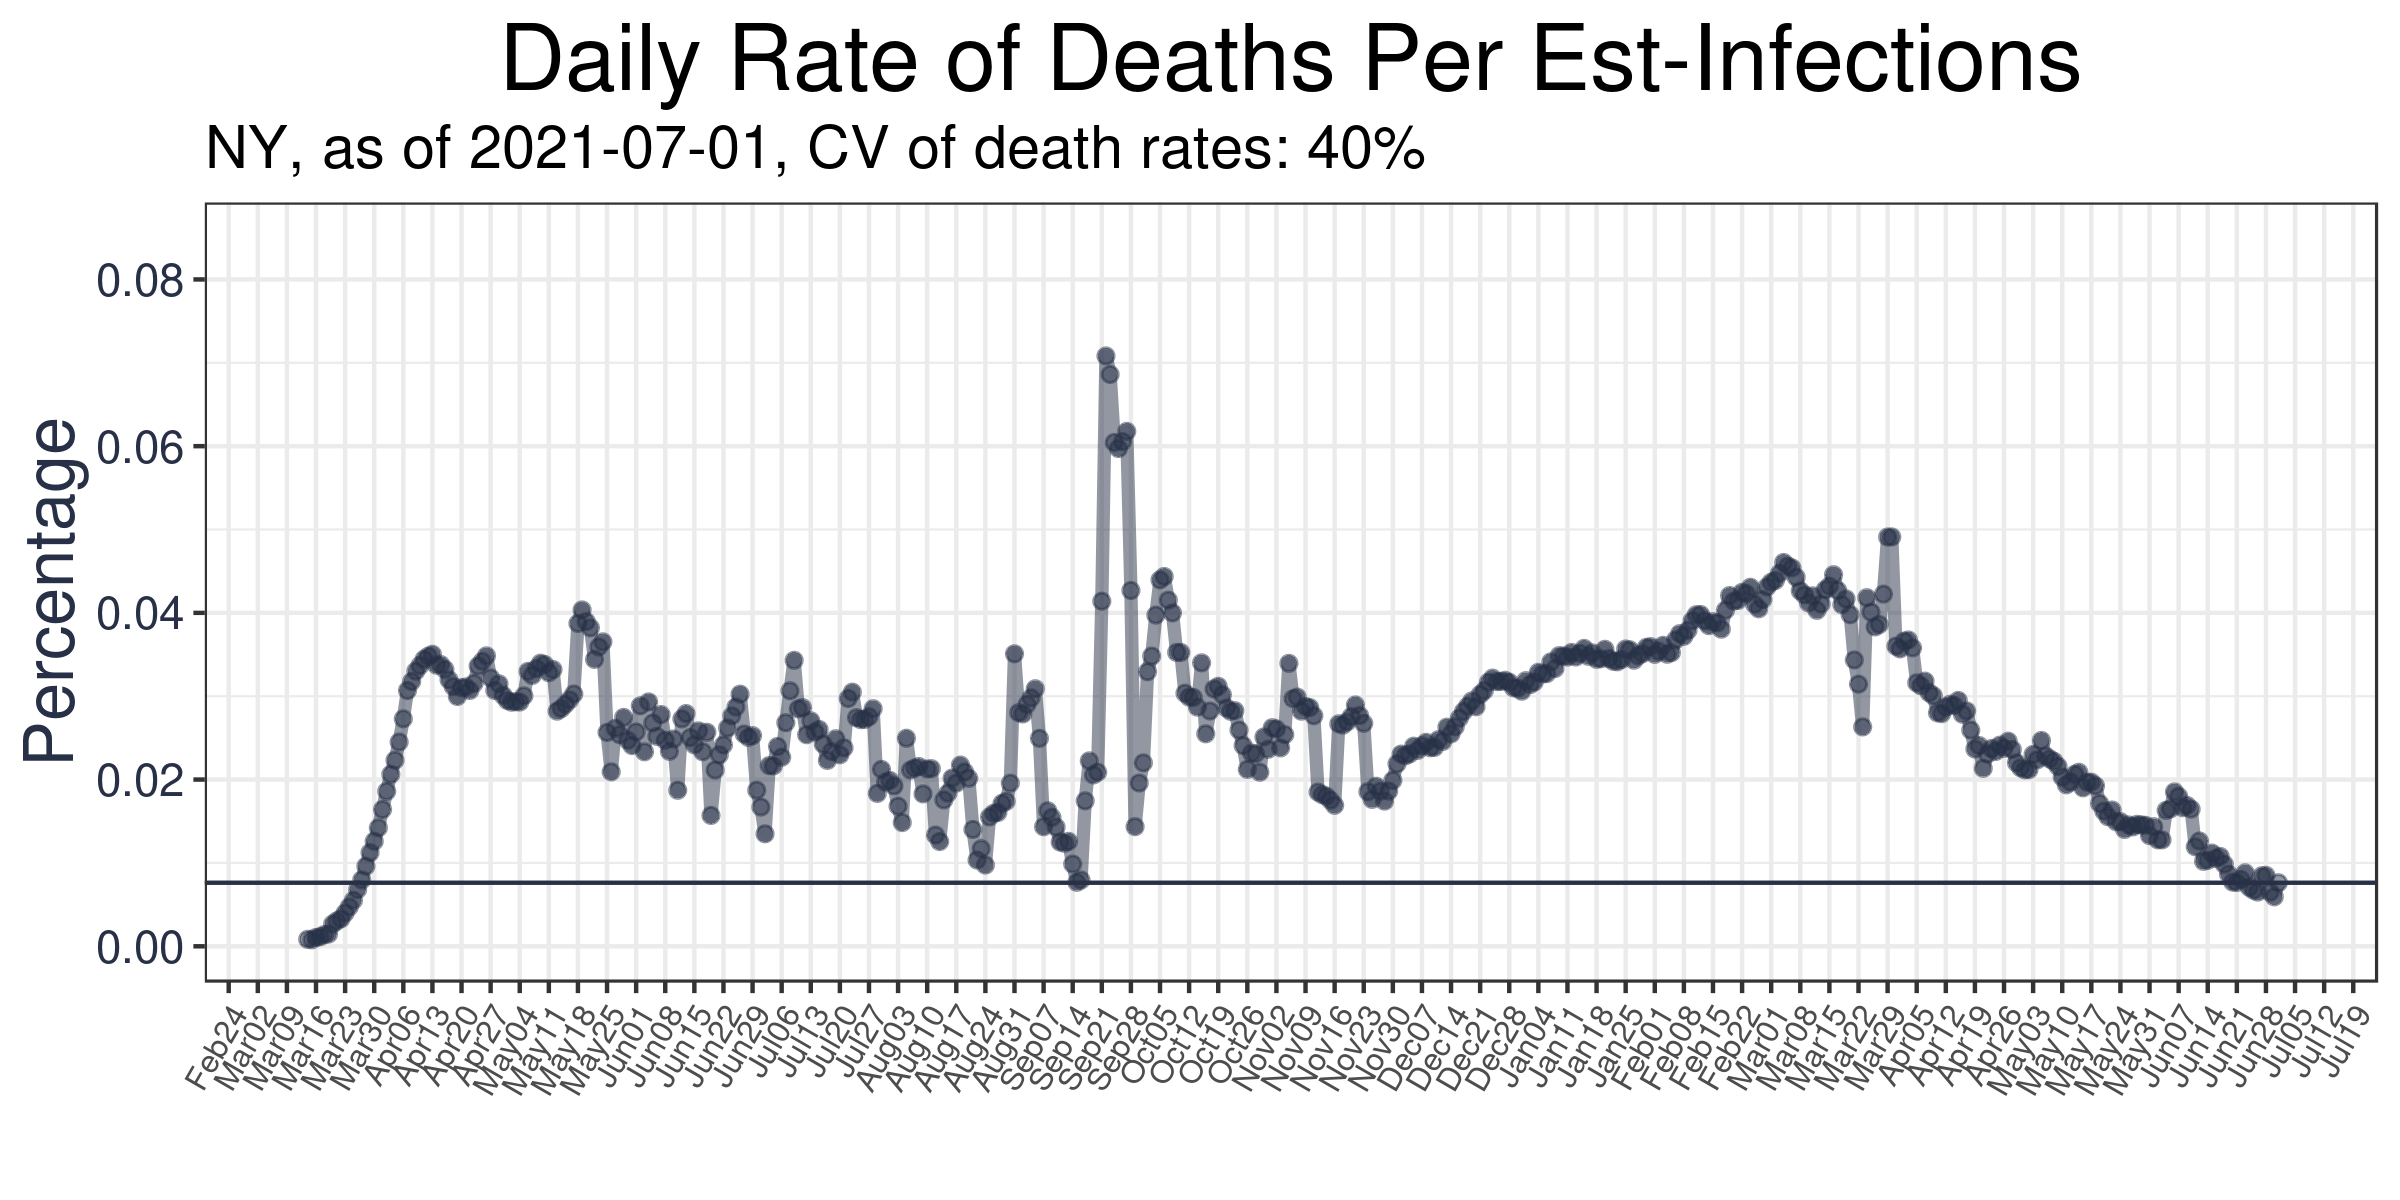 Daily Rate of Deaths Per Est-Infections
NY, as of 2021-07-01, CV of death rates: 40%
Percentage
0.08
0.06
0.04
0.02
0.00
Feb24
Mar02
Mar09
Mar16
Mar23
Mar30
Apr06
Apr13
Apr20
Apr27
May04
May11
May18
May25
Jun01
Jun08
Jun15
Jun22
Jun29
Jul06
Jul13
Jul20
Jul27
Aug03
Aug10
Aug17
Aug24
Aug31
Sep07
Sep14
Sep21
Sep28
Oct05
Oct12
Oct19
Oct26
Nov02
Nov09
Nov16
Nov23
Nov30
Dec07
Dec14
Dec21
Dec28
Jan04
Jan11
Jan18
Jan25
Feb01
Feb08
Feb15
Feb22
Mar01
Mar08
Mar15
Mar22
Mar29
Apr05
Apr12
Apr19
Apr26
May03
May10
May17
May24
May31
Jun07
Jun14
Jun21
Jun28
Jul05
Jul12
Jul19